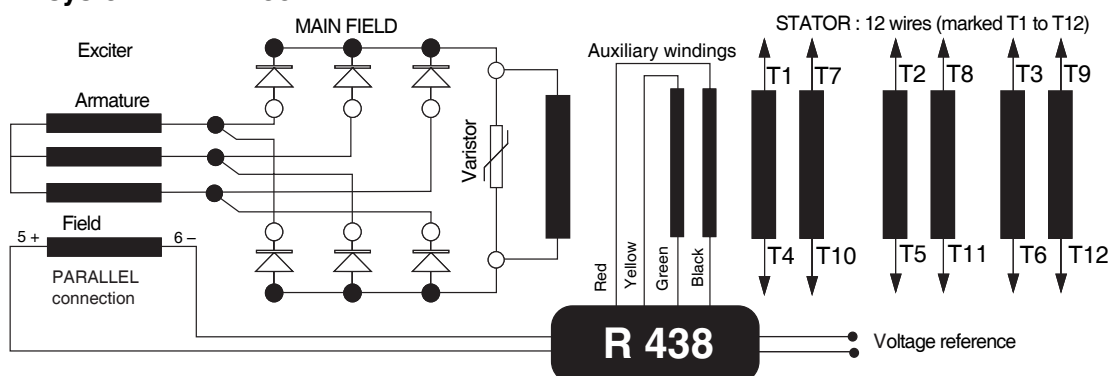 MAIN FIELD
STATOR : 12 wires (marked T1 to T12)
Exciter
Auxiliary windings
T1
T7
T2
T8
T3
T9
Armature
Varistor
Field
5 +
6 –
PARALLEL
connection
Red
Yellow
Green
Black
T4
T10
T5
T11
T6
T12
R 438
Voltage reference